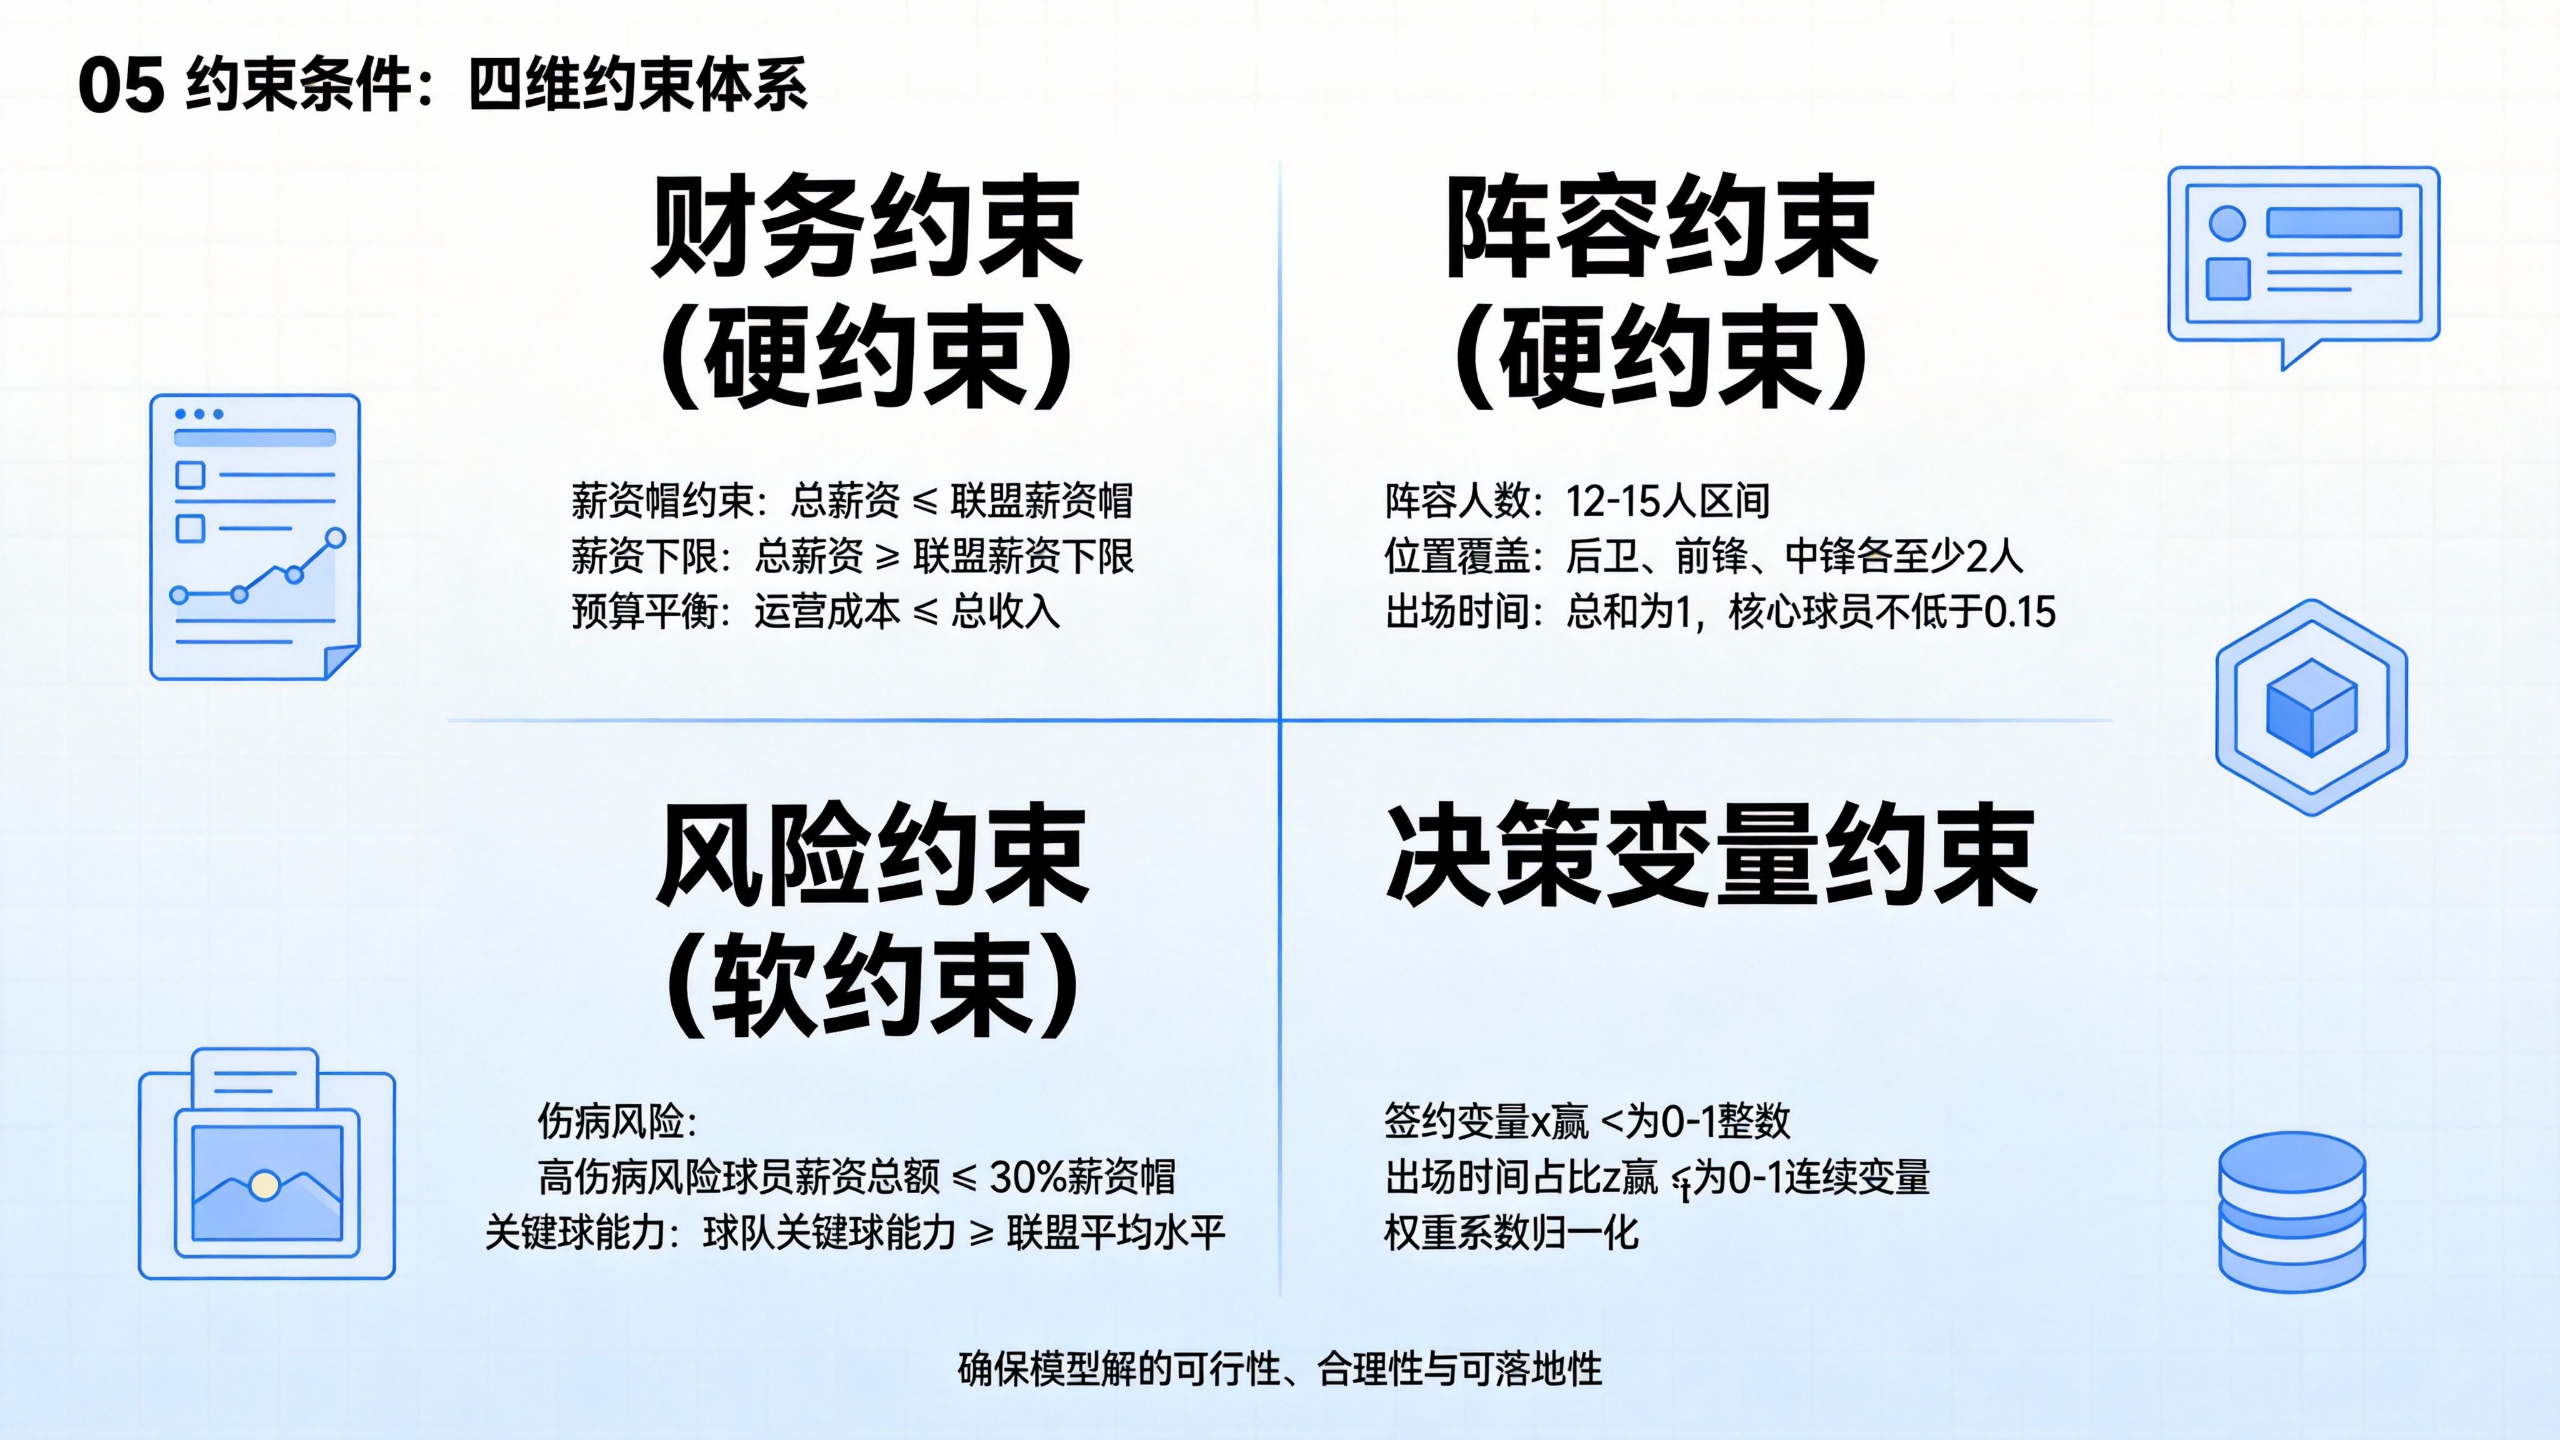 05 约束条件：四维约束体系
财务约束
(硬约束)
薪资帽约束：总薪资 ≤ 联盟薪资帽
薪资下限：总薪资 ≥ 联盟薪资下限
预算平衡：运营成本 ≤ 总收入
阵容约束
(硬约束)
阵容人数：12-15人区间
位置覆盖：后卫、前锋、中锋各至少2人
出场时间：总和为1，核心球员不低于0.15
风险约束
(软约束)
伤病风险：
高伤病风险球员薪资总额 ≤ 30%薪资帽
关键球能力：球队关键球能力 ≥ 联盟平均水平
决策变量约束
签约变量x赢 <为0-1整数
出场时间占比z赢 为0-1连续变量
权重系数归一化
确保模型解的可行性、合理性与可落地性